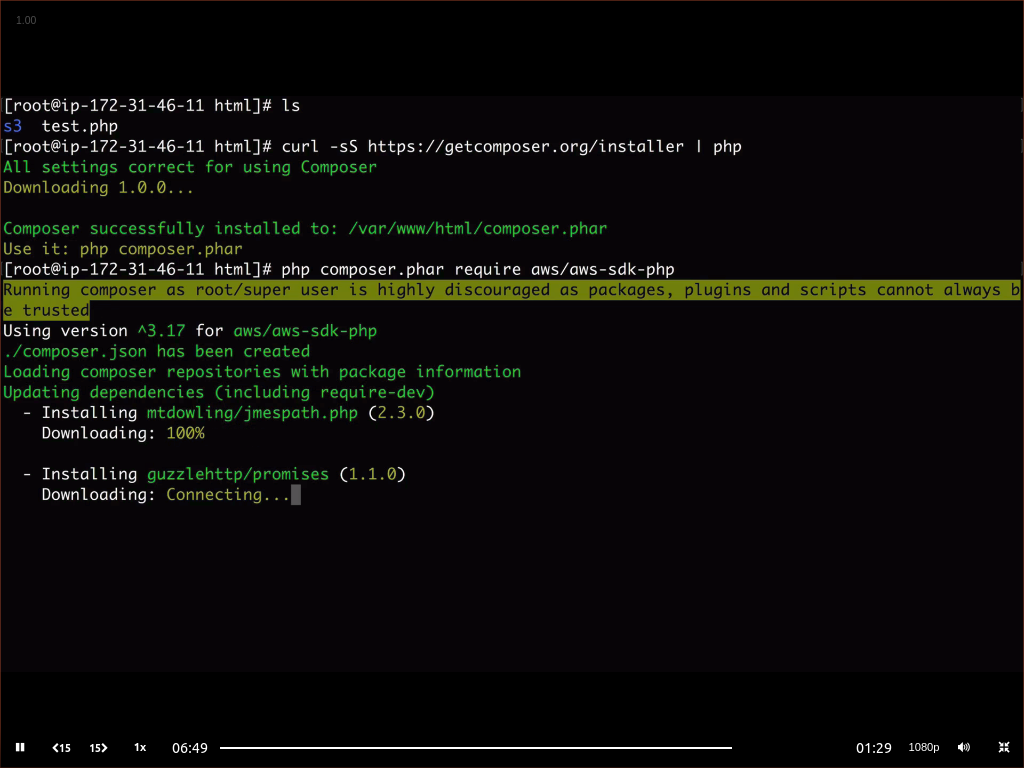 1.00
[root@ip-172-31-46-11 html]# ls
s3  test.php
[root@ip-172-31-46-11 html]# curl -sS https://getcomposer.org/installer | php
All settings correct for using Composer
Downloading 1.0.0...
Composer successfully installed to: /var/www/html/composer.phar
Use it: php composer.phar
[root@ip-172-31-46-11 html]# php composer.phar require aws/aws-sdk-php
Running composer as root/super user is highly discouraged as packages, plugins and scripts cannot always b
e trusted
Using version ^3.17 for aws/aws-sdk-php
./composer.json has been created
Loading composer repositories with package information
Updating dependencies (including require-dev)
  - Installing mtdowling/jmespath.php (2.3.0)
    Downloading: 100%
  - Installing guzzlehttp/promises (1.1.0)
    Downloading: Connecting...
15 15 1x 06:49 01:29 1080p